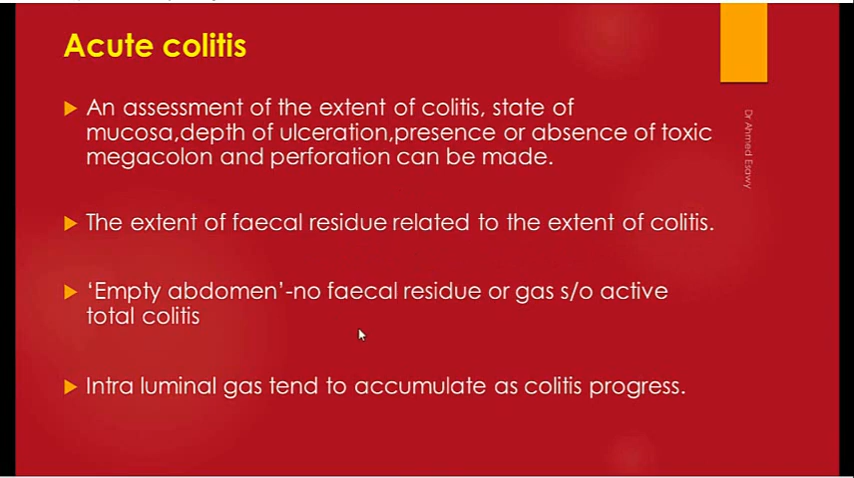 Acute colitis
An assessment of the extent of colitis, state of
mucosa,depth of ulceration,presence or absence of toxic
megacolon and perforation can be made.
The extent of faecal residue related to the extent of colitis.
‘Empty abdomen’-no faecal residue or gas s/o active
total colitis
Intra luminal gas tend to accumulate as colitis progress.
Dr Ahmed Esawy